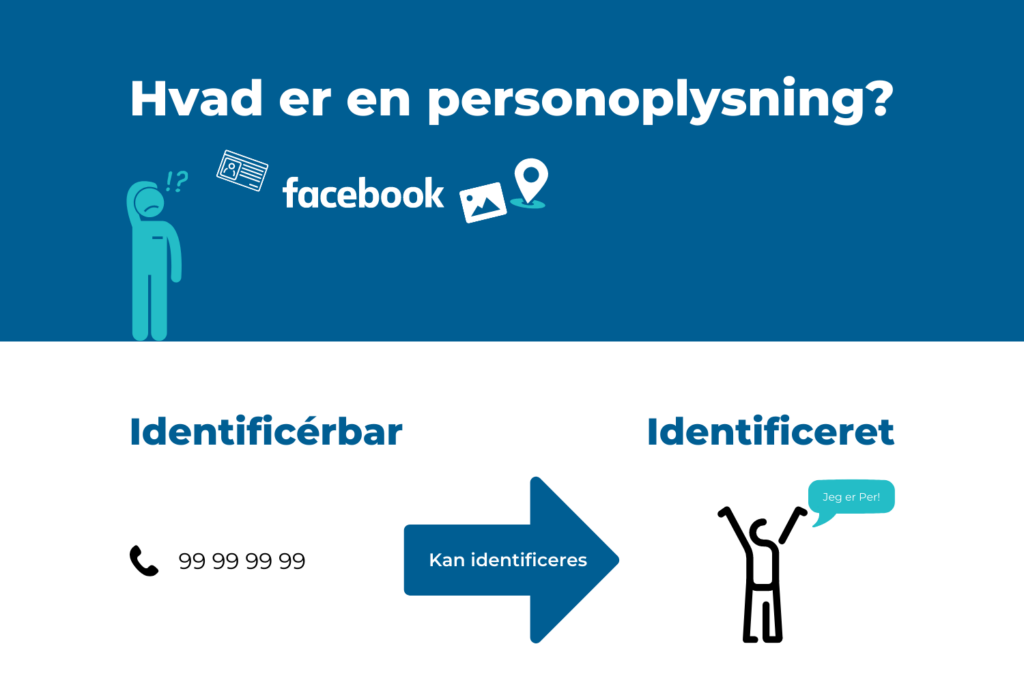 Hvad er en personoplysning?
!?
facebook
Identificérbar
Identificeret
Jeg er Per!
99 99 99 99
Kan identificeres